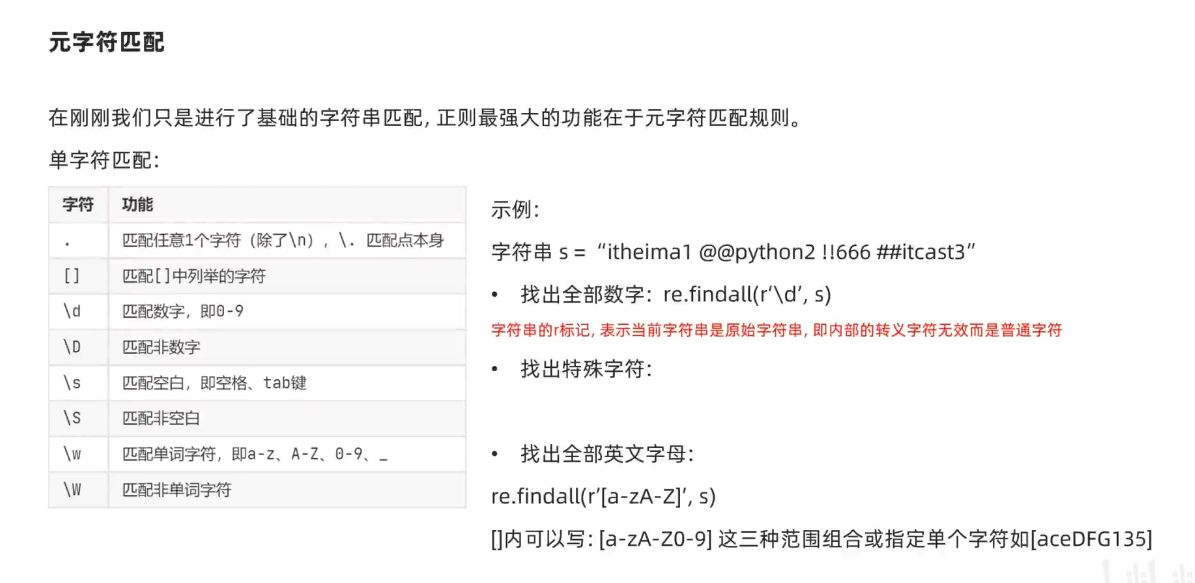 元字符匹配
在刚刚我们只是进行了基础的字符串匹配, 正则最强大的功能在于元字符匹配规则。
单字符匹配:
字符 功能
. 匹配任意1个字符（除了\n）, \. 匹配点本身
[] 匹配[]中列举的字符
\d 匹配数字，即0-9
\D 匹配非数字
\s 匹配空白，即空格、tab键
\S 匹配非空白
\w 匹配单词字符，即a-z、A-Z、0-9、_
\W 匹配非单词字符
示例:
字符串 s = “itheima1 @@python2 !!666 ##itcast3”
• 找出全部数字: re.findall(r‘\d’, s)
字符串的r标记, 表示当前字符串是原始字符串, 即内部的转义字符无效而是普通字符
• 找出特殊字符:
• 找出全部英文字母:
re.findall(r’[a-zA-Z]’, s)
[]内可以写: [a-zA-Z0-9] 这三种范围组合或指定单个字符如[aceDFG135]